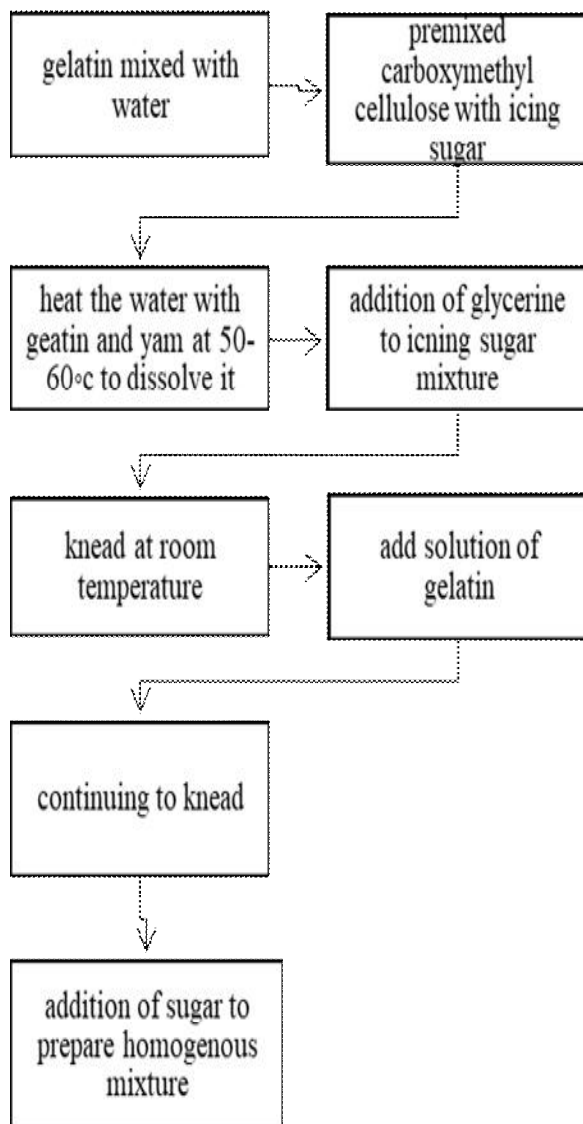 gelatin mixed with
water
premixed
carboxymethyl
cellulose with icing
sugar
heat the water with
geatin and yam at 50-
60◦c to dissolve it
addition of glycerine
to icning sugar
mixture
knead at room
temperature
add solution of
gelatin
continuing to knead
addition of sugar to
prepare homogenous
mixture